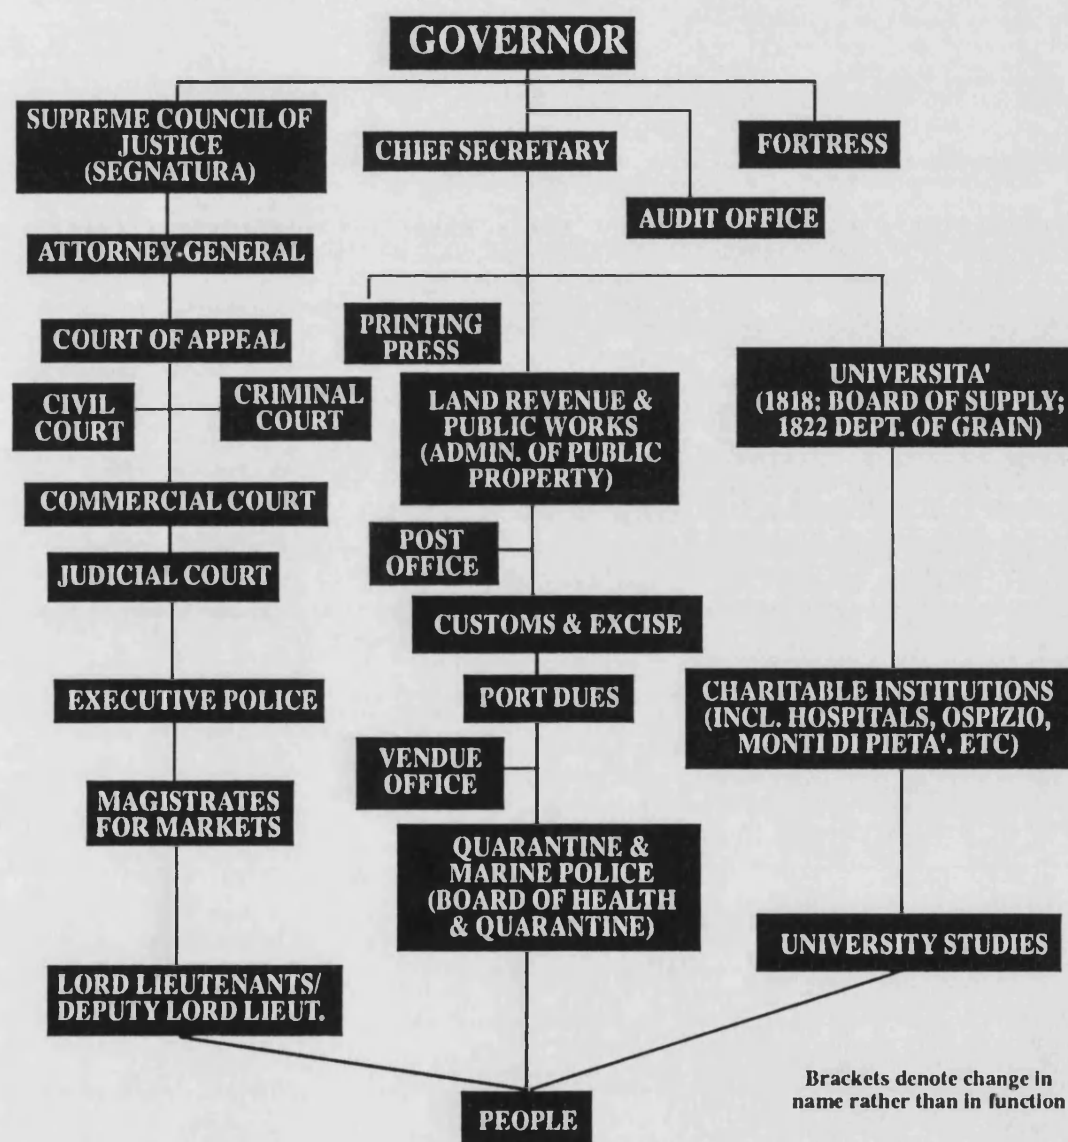 GOVERNOR
SUPREME COUNCIL OF
JUSTICE
(SEGNATURA)
CHIEF SECRETARY
FORTRESS
AUDIT OFFICE
ATTORNEY-GENERAL
COURT OF APPEAL
CIVIL
COURT
CRIMINAL
COURT
COMMERCIAL COURT
JUDICIAL COURT
EXECUTIVE POLICE
MAGISTRATES
FOR MARKETS
LORD LIEUTENANTS/
DEPUTY LORD LIEUT.
PRINTING
PRESS
LAND REVENUE &
PUBLIC WORKS
(ADMIN. OF PUBLIC
PROPERTY)
POST
OFFICE
CUSTOMS & EXCISE
PORT DUES
VENDUE
OFFICE
QUARANTINE &
MARINE POLICE
(BOARD OF HEALTH
& QUARANTINE)
UNIVERSITA'
(1818: BOARD OF SUPPLY;
1822 DEPT. OF GRAIN)
CHARITABLE INSTITUTIONS
(INCL. HOSPITALS, OSPIZIO,
MONTI DI PIETA'. ETC)
UNIVERSITY STUDIES
PEOPLE
Brackets denote change in
name rather than in function